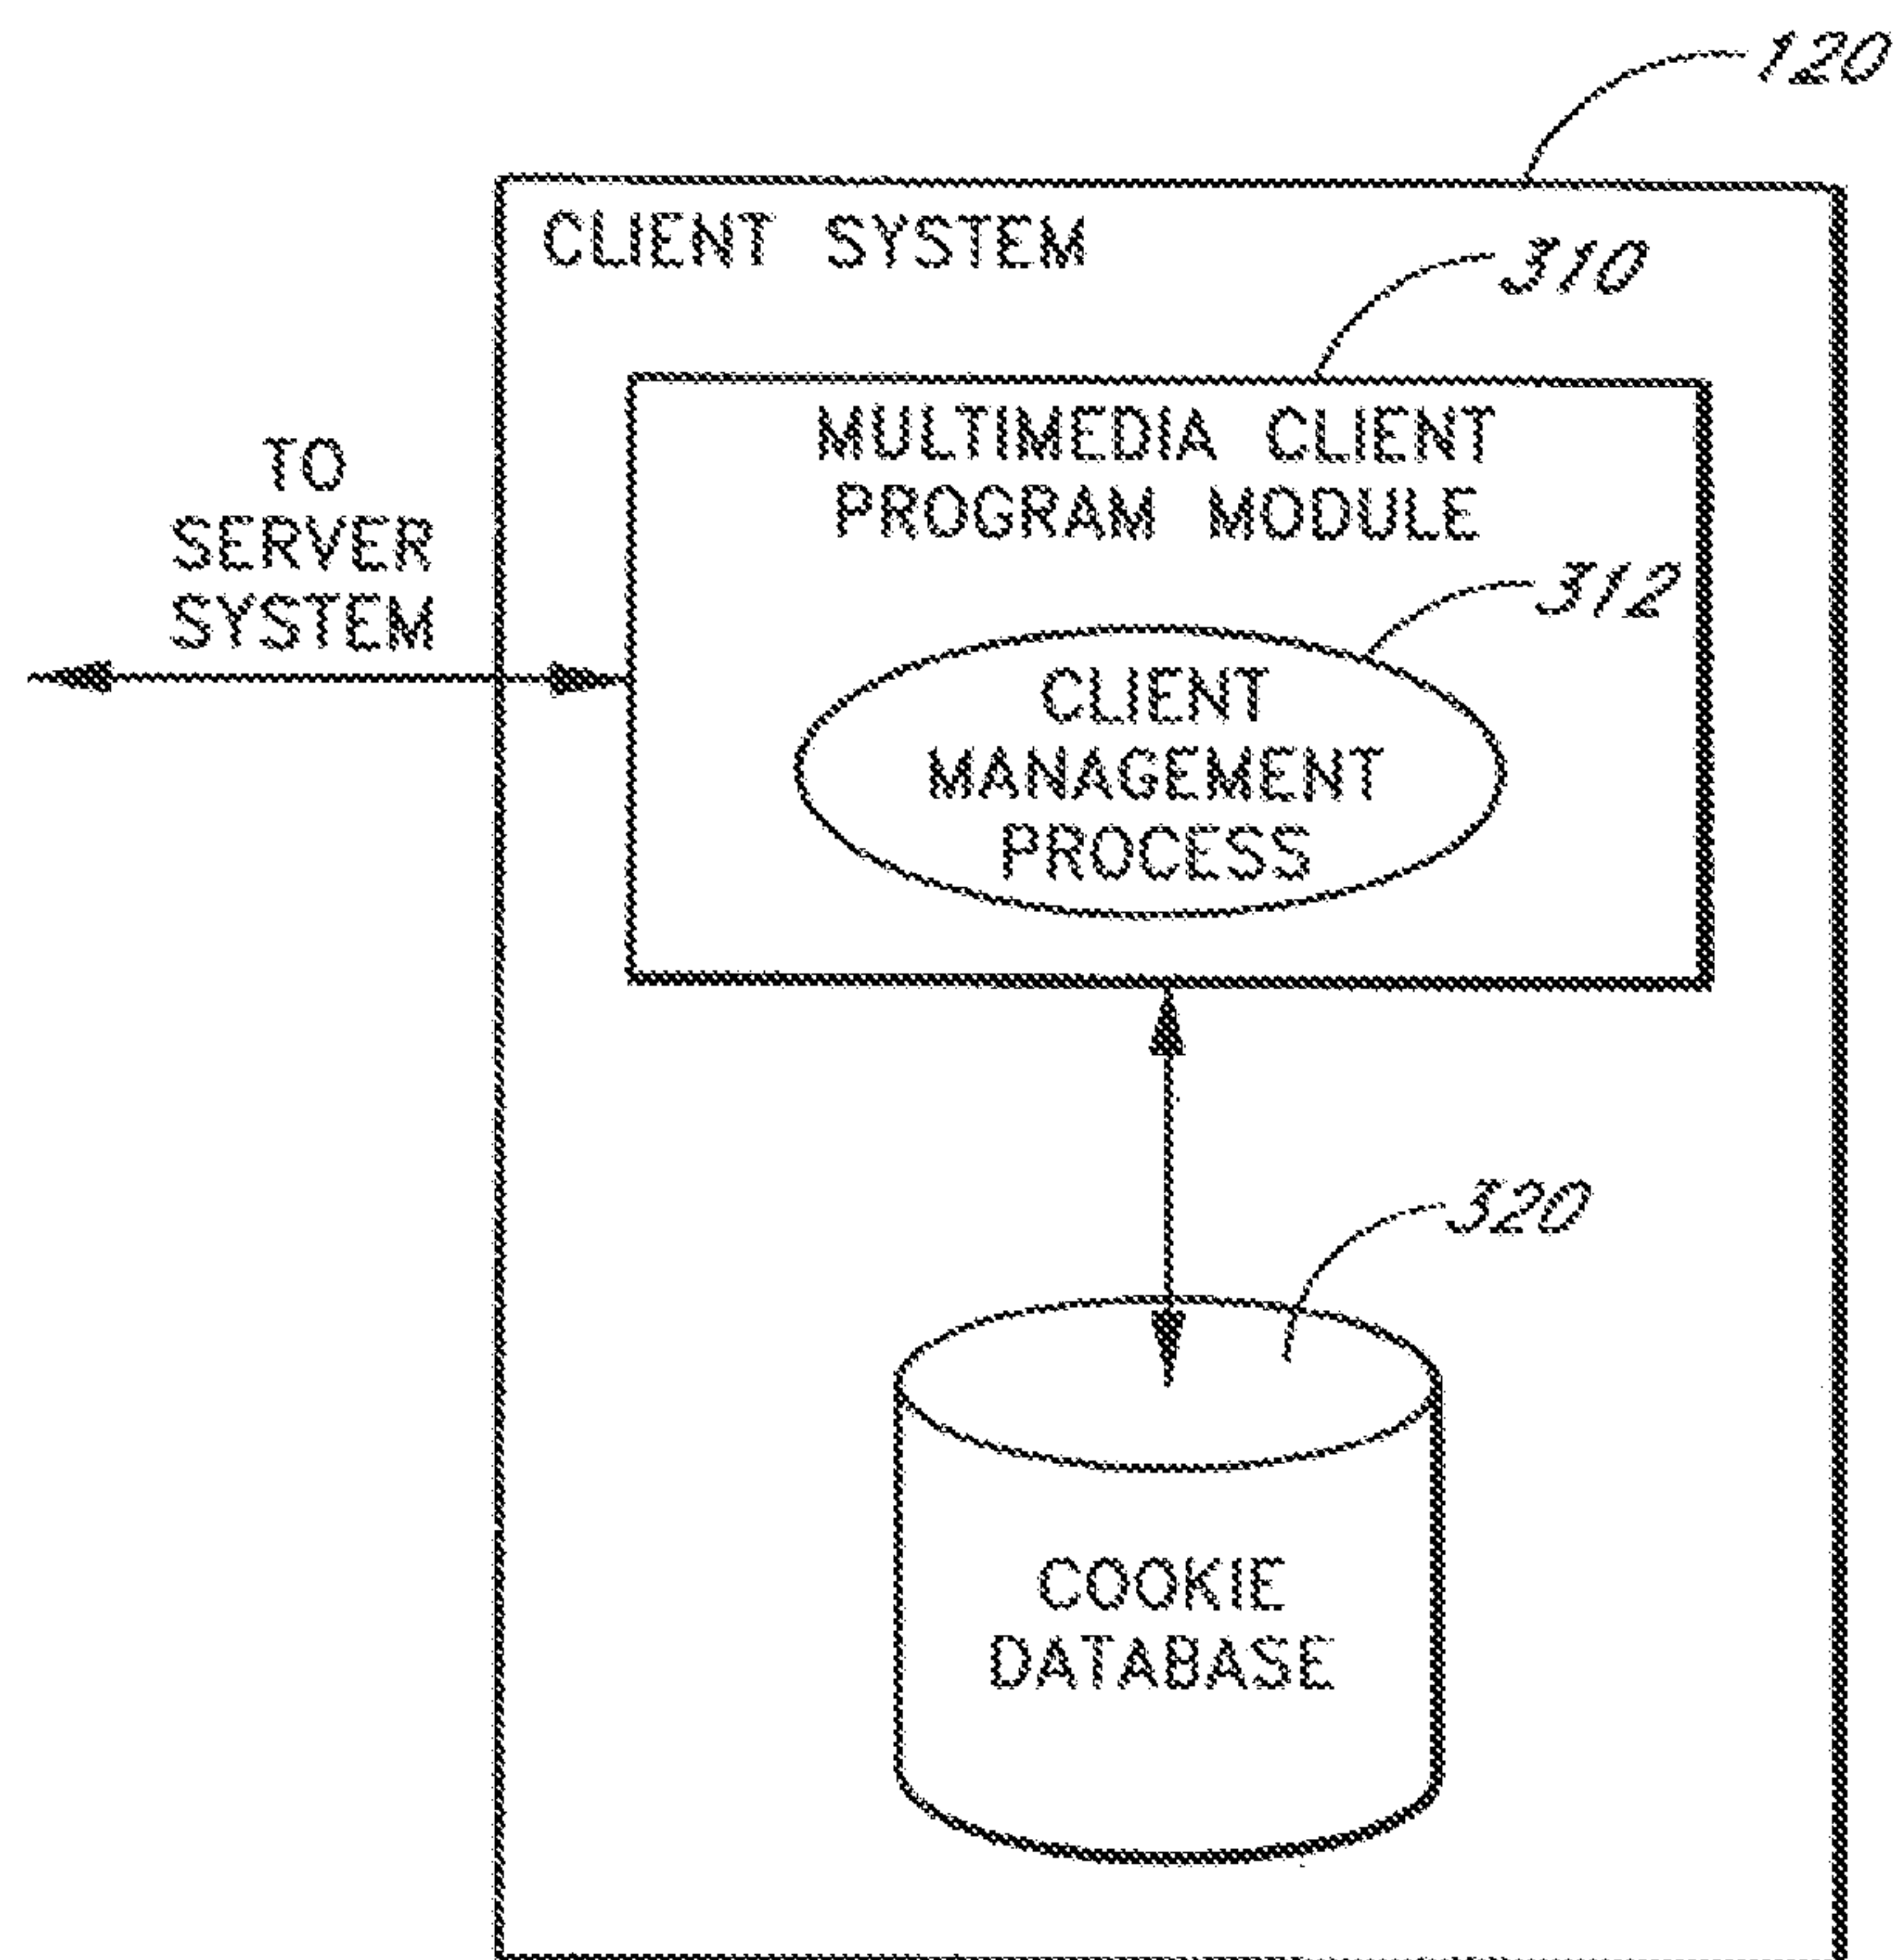 120
CLIENT SYSTEM
310
MULTIMEDIA CLIENT
PROGRAM MODULE
TO
SERVER
SYSTEM
312
CLIENT
MANAGEMENT
PROCESS
320
COOKIE
DATABASE